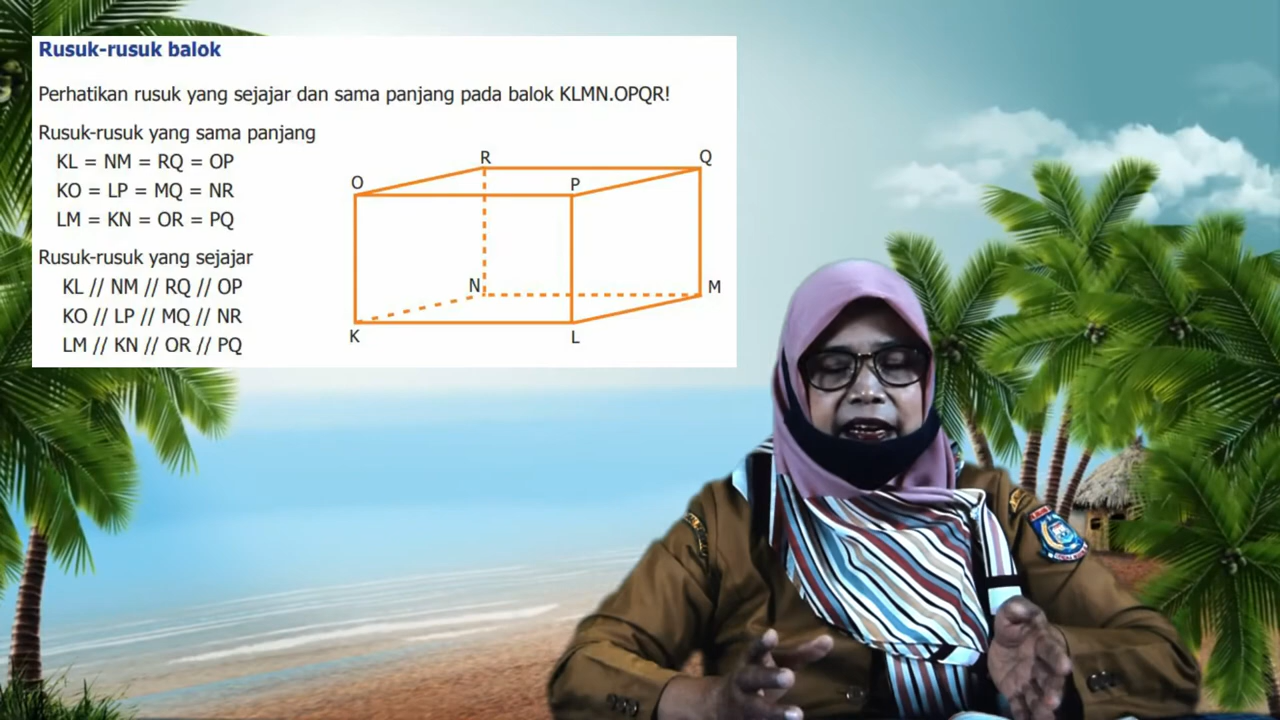 Rusuk-rusuk balok
Perhatikan rusuk yang sejajar dan sama panjang pada balok KLMN.OPQR!
Rusuk-rusuk yang sama panjang
KL = NM = RQ = OP
KO = LP = MQ = NR
LM = KN = OR = PQ
Rusuk-rusuk yang sejajar
KL // NM // RQ // OP
KO // LP // MQ // NR
LM // KN // OR // PQ
R
Q
O
P
N
M
K
L